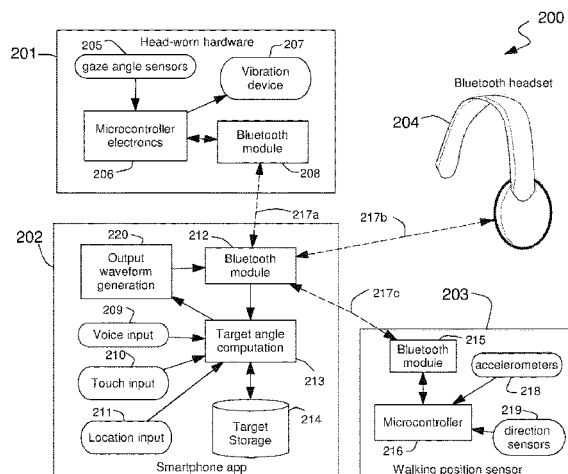 200
201
205
Head-worn hardware
207
gaze angle sensors
Vibration
device
Bluetooth headset
204
Microcontroller
electroncs
206
Bluetooth
module
208
217a
217b
202
220
212
Output
waveform
generation
Bluetooth
module
217c
203
209
Voice input
210
Touch input
Target angle
computation
213
211
Location input
Target
Storage
214
Smartphone app
215
Bluetooth
module
accelerometers
218
219
Microcontroller
216
direction
sensors
Walking position sensor